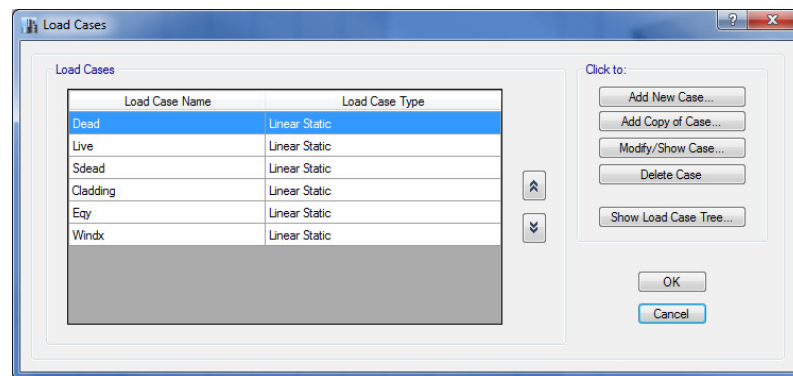 Load Cases
Load Cases
Load Case Name Load Case Type
Dead Linear Static
Live Linear Static
Sdead Linear Static
Cladding Linear Static
Eqy Linear Static
Windx Linear Static
Click to:
Add New Case...
Add Copy of Case...
Modify/Show Case...
Delete Case
Show Load Case Tree...
OK
Cancel